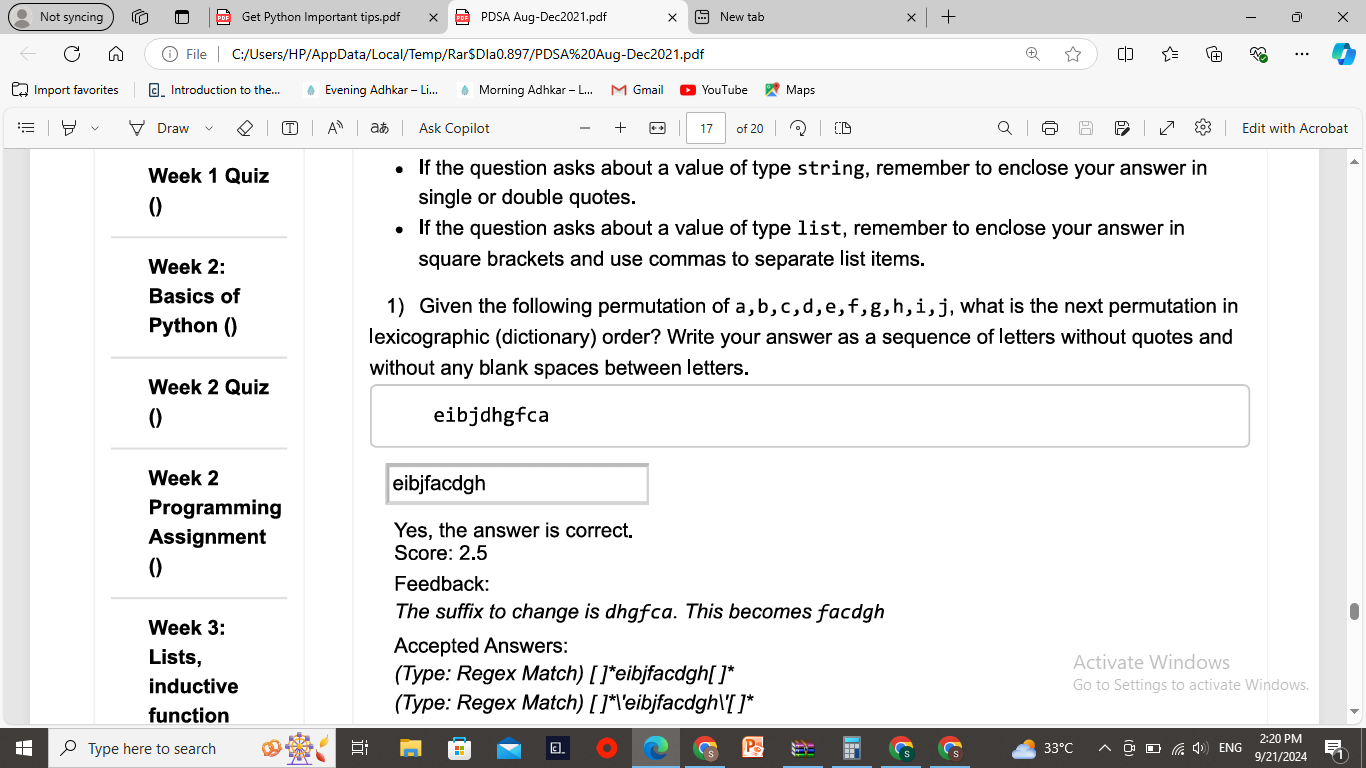 Not syncing
Get Python Important tips.pdf
PDSA Aug-Dec2021.pdf
New tab
File
C:/Users/HP/AppData/Local/Temp/Rar$DIa0.897/PDSA%20Aug-Dec2021.pdf
Import favorites
Introduction to the...
Evening Adhkar – Li...
Morning Adhkar – L...
Gmail
YouTube
Maps
Draw
Ask Copilot
17 of 20
Edit with Acrobat
Week 1 Quiz
()
Week 2:
Basics of
Python ()
Week 2 Quiz
()
Week 2
Programming
Assignment
()
Week 3:
Lists,
inductive
function
• If the question asks about a value of type string, remember to enclose your answer in
single or double quotes.
• If the question asks about a value of type list, remember to enclose your answer in
square brackets and use commas to separate list items.
1) Given the following permutation of a,b,c,d,e,f,g,h,i,j, what is the next permutation in
lexicographic (dictionary) order? Write your answer as a sequence of letters without quotes and
without any blank spaces between letters.
eibjdhgfca
eibjfacdgh
Yes, the answer is correct.
Score: 2.5
Feedback:
The suffix to change is dhgfca. This becomes facdgh
Accepted Answers:
(Type: Regex Match) [ ]*eibjfacdgh[ ]*
(Type: Regex Match) [ ]*\'eibjfacdgh\'[ ]*
Activate Windows
Go to Settings to activate Windows.
Type here to search
33°C
ENG
2:20 PM
9/21/2024
1